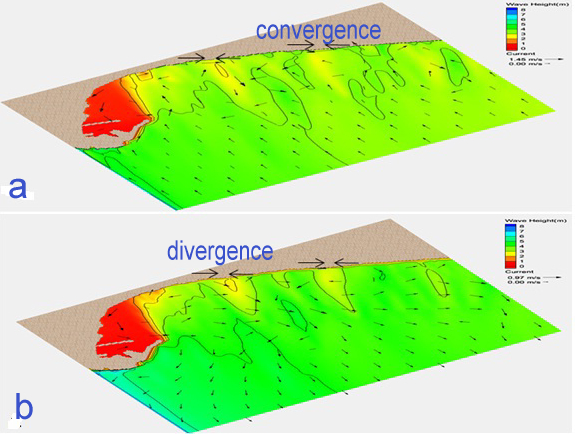 convergence
Wave Height(m)
8
7
6
5
4
3
2
1
0
Current
1.45 m/s
0.00 m/s
a
divergence
Wave Height(m)
8
7
6
5
4
3
2
1
0
Current
0.97 m/s
0.00 m/s
b